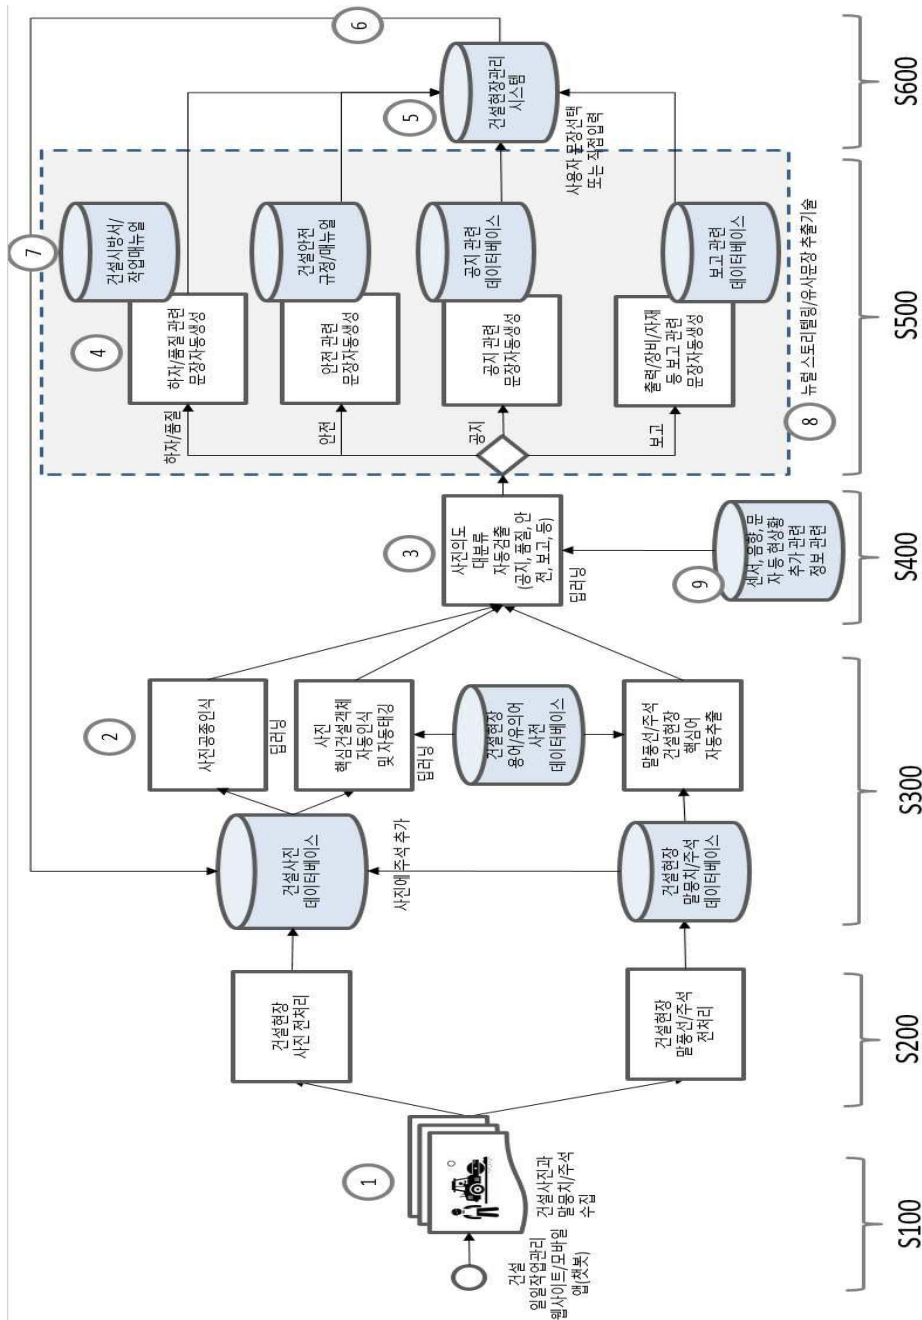 1
건설
일일작업관리
웹사이트/모바일
앱(챗봇)
건설사진과
말뭉치/주석
수집
S100
건설현장
사진 전처리
건설현장
말풍선/주석
전처리
S200
건설사진
데이터베이스
사진에 주석 추가
건설현장
말뭉치/주석
데이터베이스
2
사진공종인식
딥러닝
사진
핵심건설객체
자동인식
및 자동태깅
딥러닝
건설현장
용어/유의어
사전
데이터베이스
말풍선/주석
건설현장
핵심어
자동추출
S300
3
사진의도
대분류
자동검출
(공지, 품질, 안
전, 보고, 등)
딥러닝
9
센서, 음향, 문
자 등 현상황
추가 관련
정보 관련
S400
하자/품질
안전
공지
보고
4
하자/품질 관련
문장자동생성
안전 관련
문장자동생성
공지 관련
문장자동생성
출력/장비/자재
등 보고 관련
문장자동생성
7
건설시방서/
작업매뉴얼
건설안전
규정/매뉴얼
공지 관련
데이터베이스
보고 관련
데이터베이스
8
뉴럴 스토리텔링/유사문장 추출기술
S500
6
5
건설현장관리
시스템
사용자 문장선택
또는 직접입력
S600